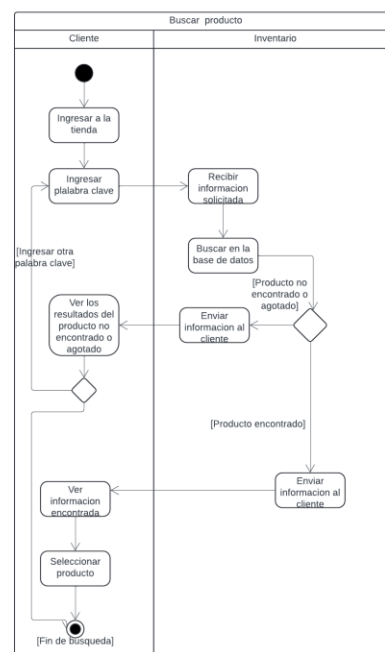 Buscar producto
Cliente
Inventario
Ingresar a la
tienda
Ingresar
plalabra clave
Recibir
informacion
solicitada
Buscar en la
base de datos
[Ingresar otra
palabra clave]
[Producto no
encontrado o
agotado]
Ver los
resultados del
producto no
encontrado o
agotado
Enviar
informacion al
cliente
[Producto encontrado]
Ver
informacion
encontrada
Enviar
informacion al
cliente
Seleccionar
producto
[Fin de búsqueda]